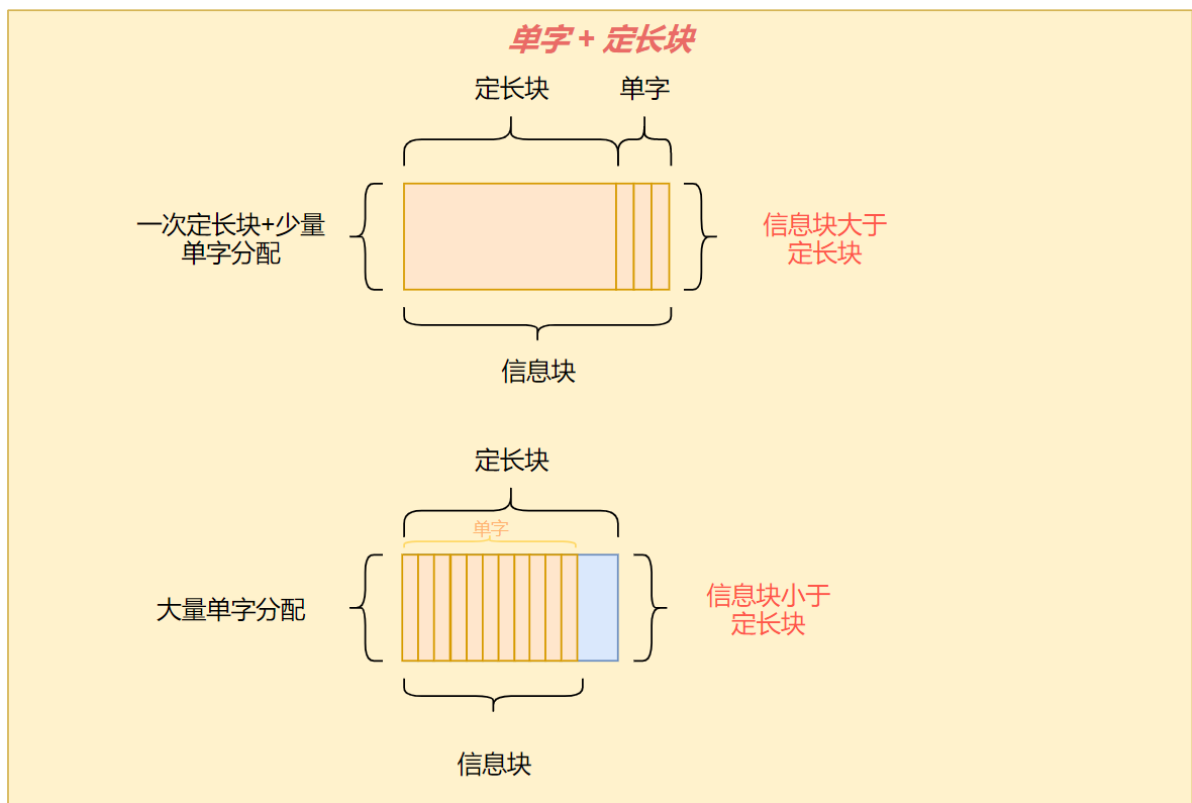 单字 + 定长块
定长块
单字
一次定长块+少量
单字分配
信息块大于
定长块
信息块
定长块
单字
大量单字分配
信息块小于
定长块
信息块